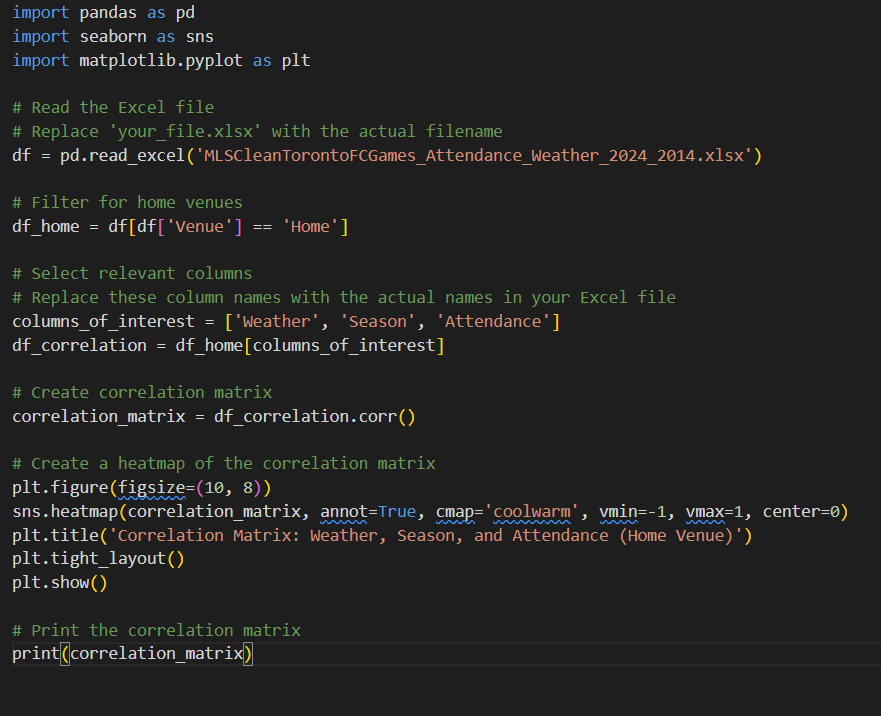 import pandas as pd
import seaborn as sns
import matplotlib.pyplot as plt
# Read the Excel file
# Replace 'your_file.xlsx' with the actual filename
df = pd.read_excel('MLSCleanTorontoFCGames_Attendance_Weather_2024_2014.xlsx')
# Filter for home venues
df_home = df[df['Venue'] == 'Home']
# Select relevant columns
# Replace these column names with the actual names in your Excel file
columns_of_interest = ['Weather', 'Season', 'Attendance']
df_correlation = df_home[columns_of_interest]
# Create correlation matrix
correlation_matrix = df_correlation.corr()
# Create a heatmap of the correlation matrix
plt.figure(figsize=(10, 8))
sns.heatmap(correlation_matrix, annot=True, cmap='coolwarm', vmin=-1, vmax=1, center=0)
plt.title('Correlation Matrix: Weather, Season, and Attendance (Home Venue)')
plt.tight_layout()
plt.show()
# Print the correlation matrix
print(correlation_matrix)